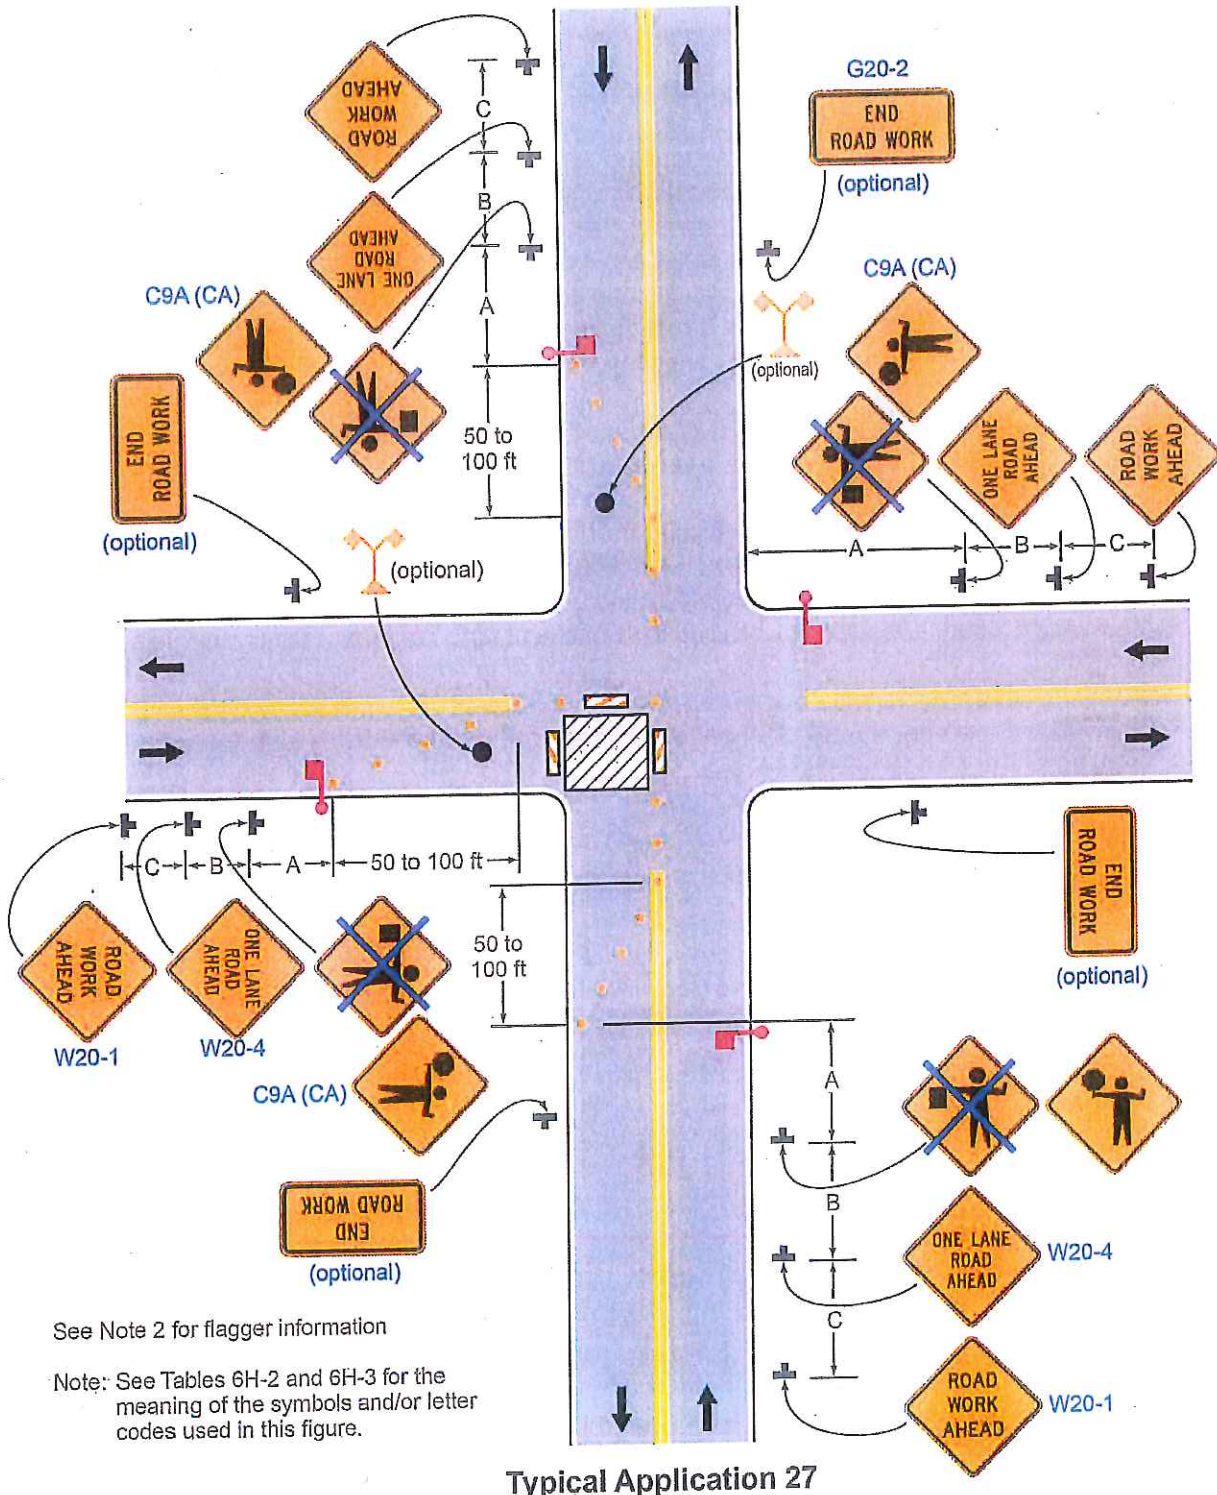 ROAD
WORK
AHEAD
C
G20-2
END
ROAD WORK
(optional)
B
ONE LANE
ROAD
AHEAD
C9A (CA)
C9A (CA)
A
(optional)
END
ROAD WORK
(optional)
50 to
100 ft
ONE LANE
ROAD
AHEAD
ROAD
WORK
AHEAD
A
B
C
(optional)
C
B
A
50 to 100 ft
END
ROAD WORK
(optional)
ROAD
WORK
AHEAD
W20-1
ONE LANE
ROAD
AHEAD
W20-4
50 to
100 ft
C9A (CA)
A
END
ROAD WORK
(optional)
B
ONE LANE
ROAD
AHEAD
W20-4
C
ROAD
WORK
AHEAD
W20-1
See Note 2 for flagger information
Note: See Tables 6H-2 and 6H-3 for the
meaning of the symbols and/or letter
codes used in this figure.
Typical Application 27